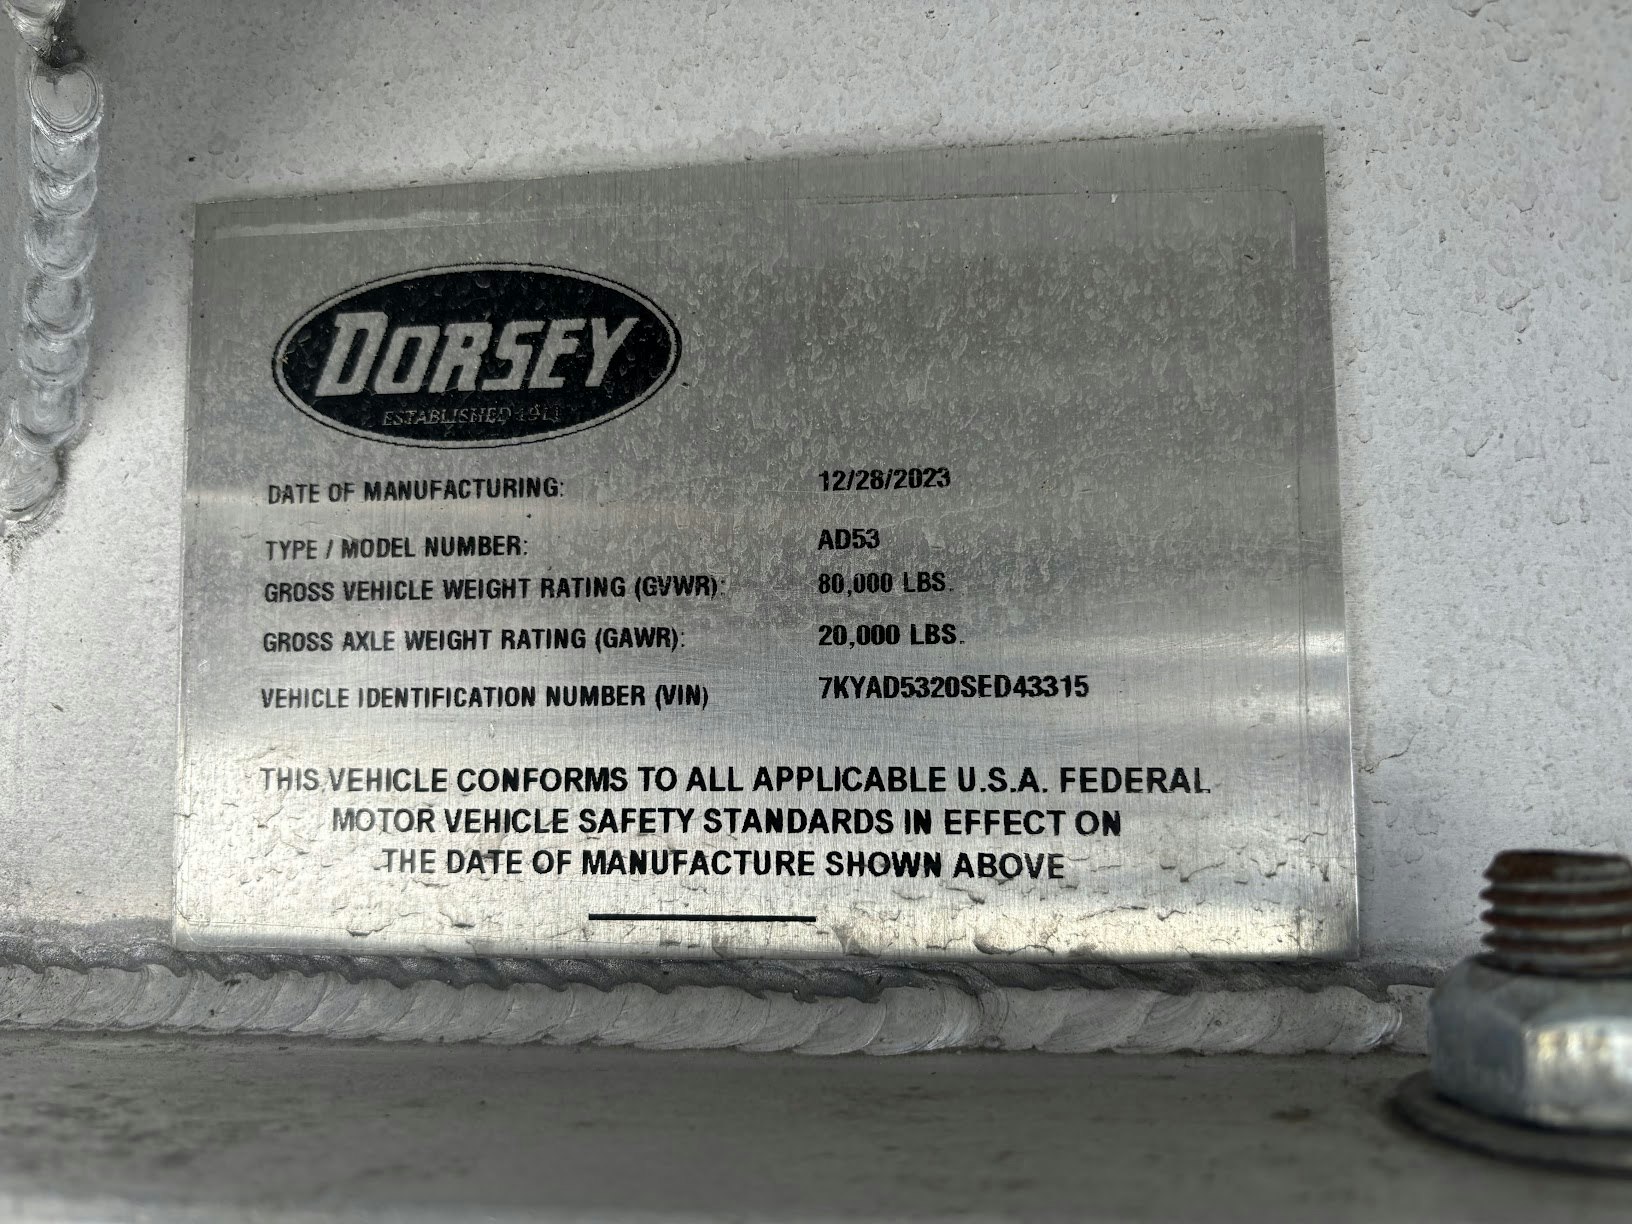 DORSEY
ESTABLISHED 1911
DATE OF MANUFACTURING: 12/28/2023
TYPE / MODEL NUMBER: AD53
GROSS VEHICLE WEIGHT RATING (GVWR): 80,000 LBS.
GROSS AXLE WEIGHT RATING (GAWR): 20,000 LBS.
VEHICLE IDENTIFICATION NUMBER (VIN) 7KYAD5320SED43315
THIS VEHICLE CONFORMS TO ALL APPLICABLE U.S.A. FEDERAL
MOTOR VEHICLE SAFETY STANDARDS IN EFFECT ON
THE DATE OF MANUFACTURE SHOWN ABOVE